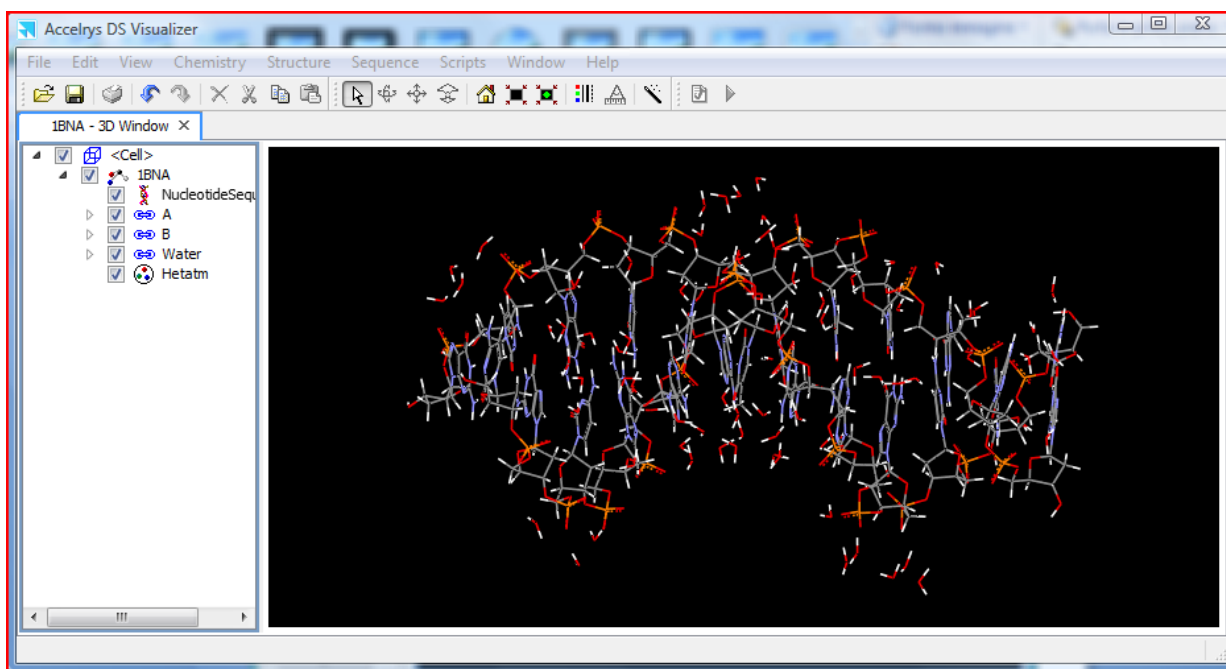 Accelrys DS Visualizer
File Edit View Chemistry Structure Sequence Scripts Window Help
1BNA - 3D Window
<Cell>
1BNA
NucleotideSequ
A
B
Water
Hetatm